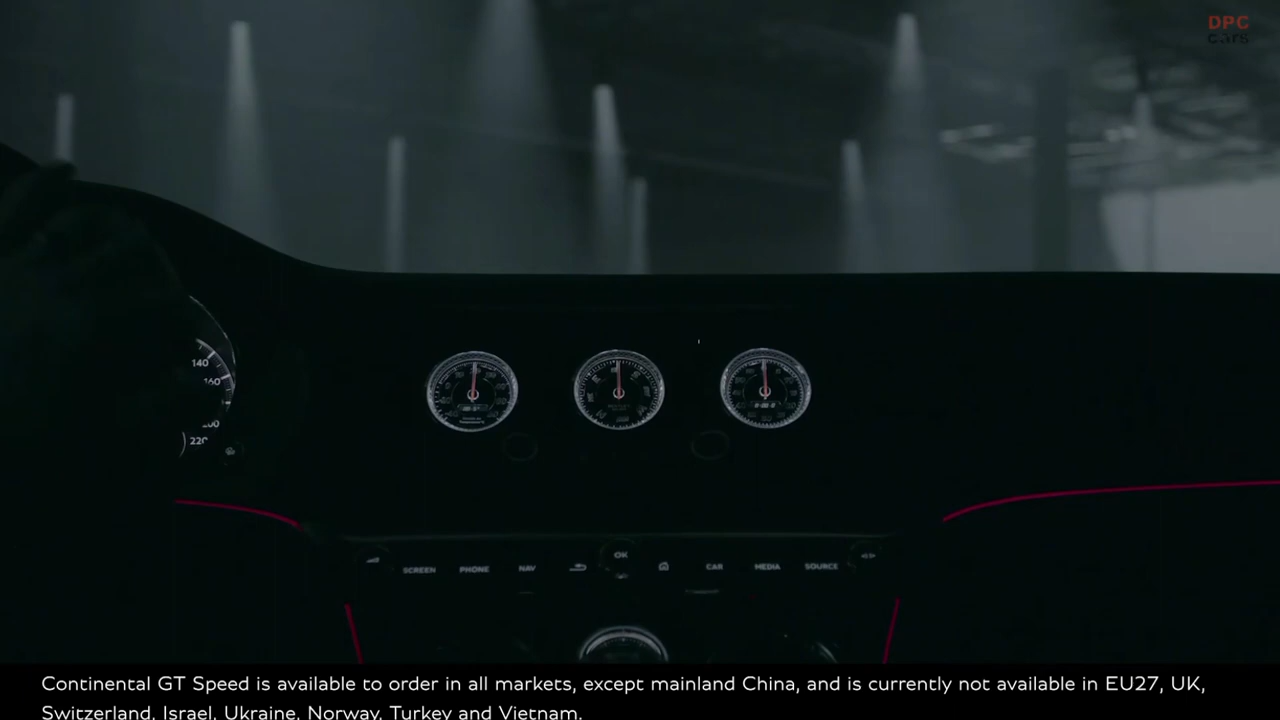 DPC
cars
140
160
200
220
OK
SCREEN PHONE NAV CAR MEDIA SOURCE
Continental GT Speed is available to order in all markets, except mainland China, and is currently not available in EU27, UK,
Switzerland, Israel, Ukraine, Norway, Turkey and Vietnam.